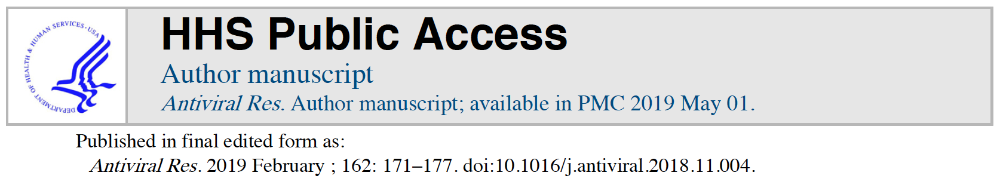 DEPARTMENT OF HEALTH & HUMAN SERVICES · USA
HHS Public Access
Author manuscript
Antiviral Res. Author manuscript; available in PMC 2019 May 01.
Published in final edited form as:
Antiviral Res. 2019 February ; 162: 171–177. doi:10.1016/j.antiviral.2018.11.004.